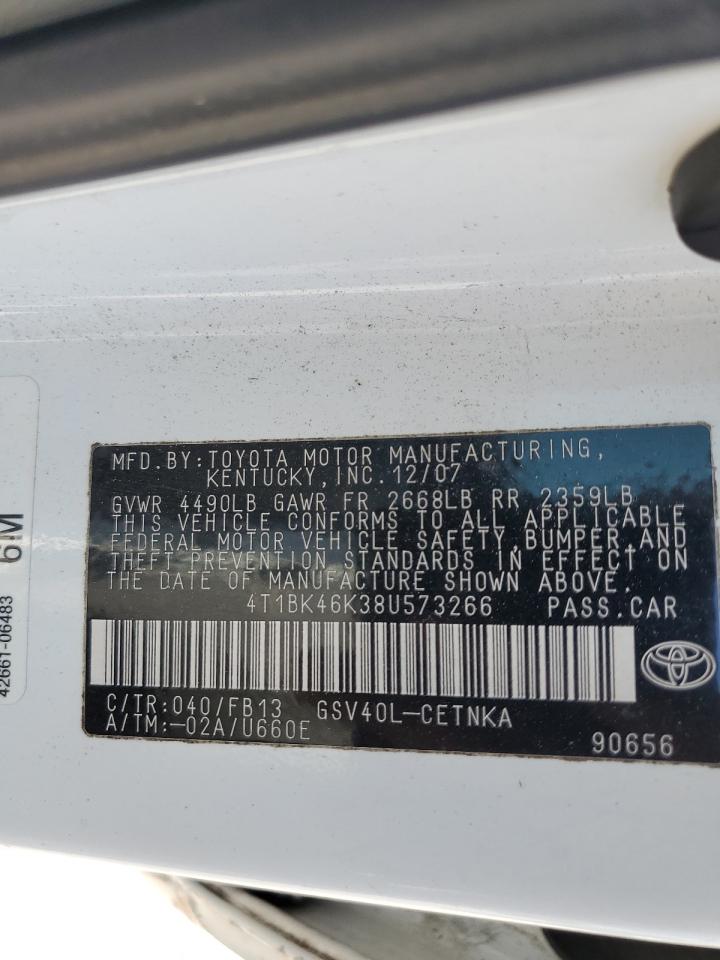 MFD.BY:TOYOTA MOTOR MANUFACTURING,
KENTUCKY,INC.12/07
GVWR 4490LB GAWR FR 2668LB RR 2359LB
THIS VEHICLE CONFORMS TO ALL APPLICABLE
FEDERAL MOTOR VEHICLE SAFETY,BUMPER,AND
THEFT PREVENTION STANDARDS IN EFFECT ON
THE DATE OF MANUFACTURE SHOWN ABOVE.
4T1BK46K38U573266 PASS.CAR
C/TR:040/FB13 GSV40L-CETNKA
A/TM:-02A/U660E
90656
42661-06483
6M